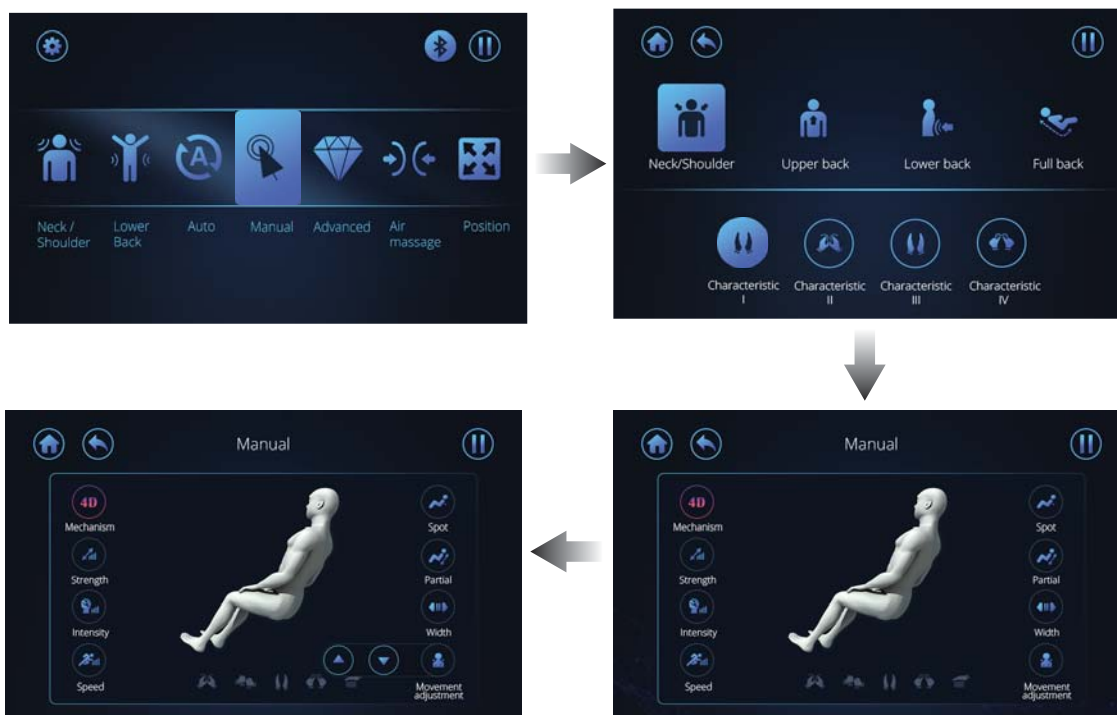 A
Neck /
Shoulder
Lower
Back
Auto
Manual
Advanced
Air
massage
Position
Neck/Shoulder
Upper back
Lower back
Full back
Characteristic
I
Characteristic
II
Characteristic
III
Characteristic
IV
Manual
4D
Mechanism
Strength
Intensity
Speed
Spot
Partial
Width
Movement
adjustment
Manual
4D
Mechanism
Strength
Intensity
Speed
Spot
Partial
Width
Movement
adjustment